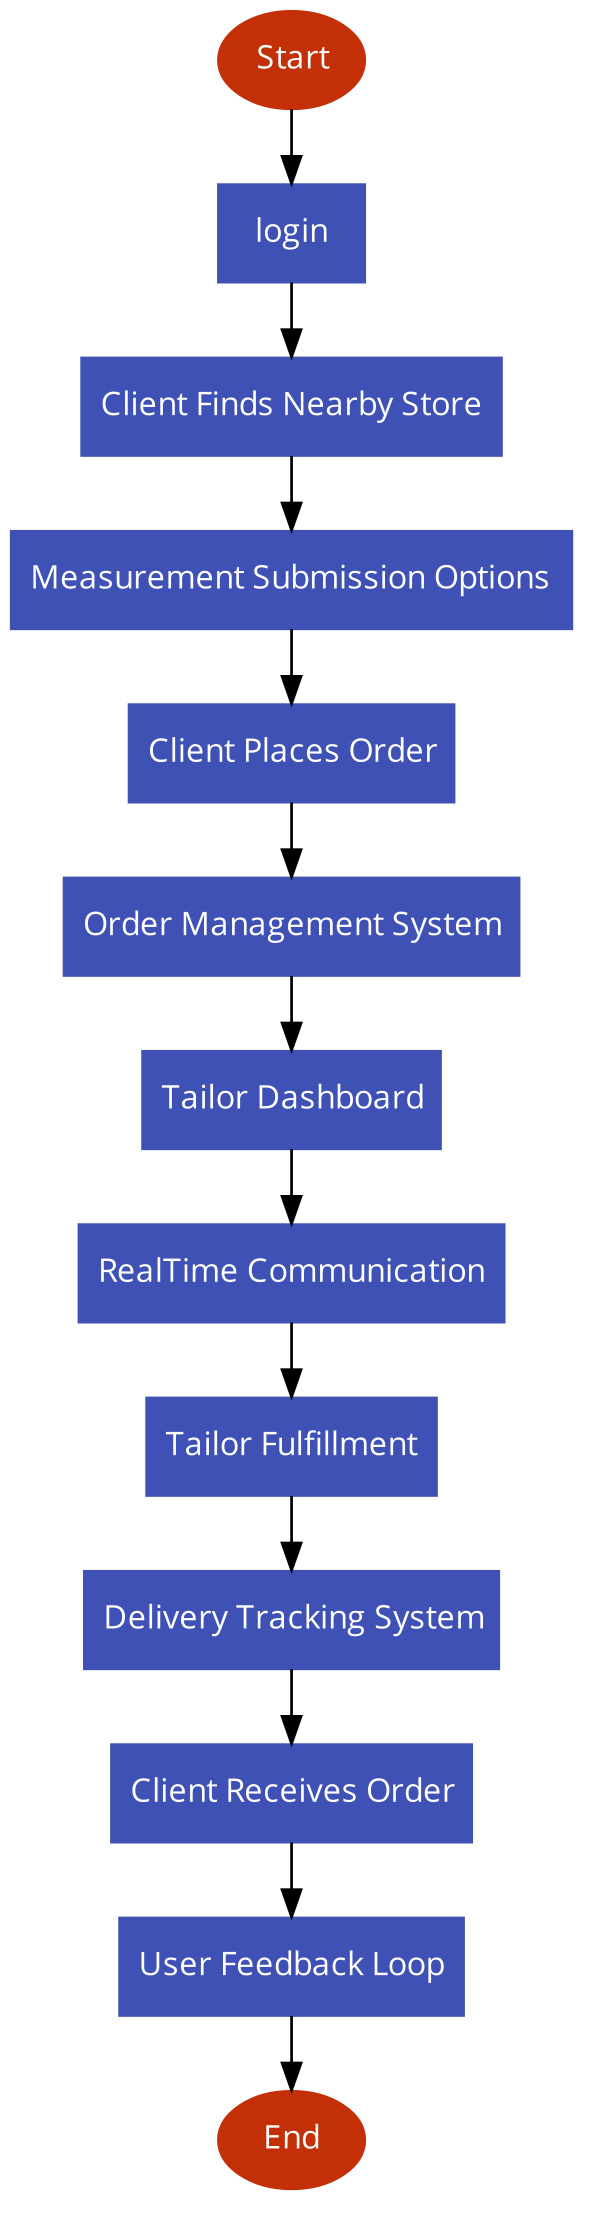 Start
login
Client Finds Nearby Store
Measurement Submission Options
Client Places Order
Order Management System
Tailor Dashboard
RealTime Communication
Tailor Fulfillment
Delivery Tracking System
Client Receives Order
User Feedback Loop
End